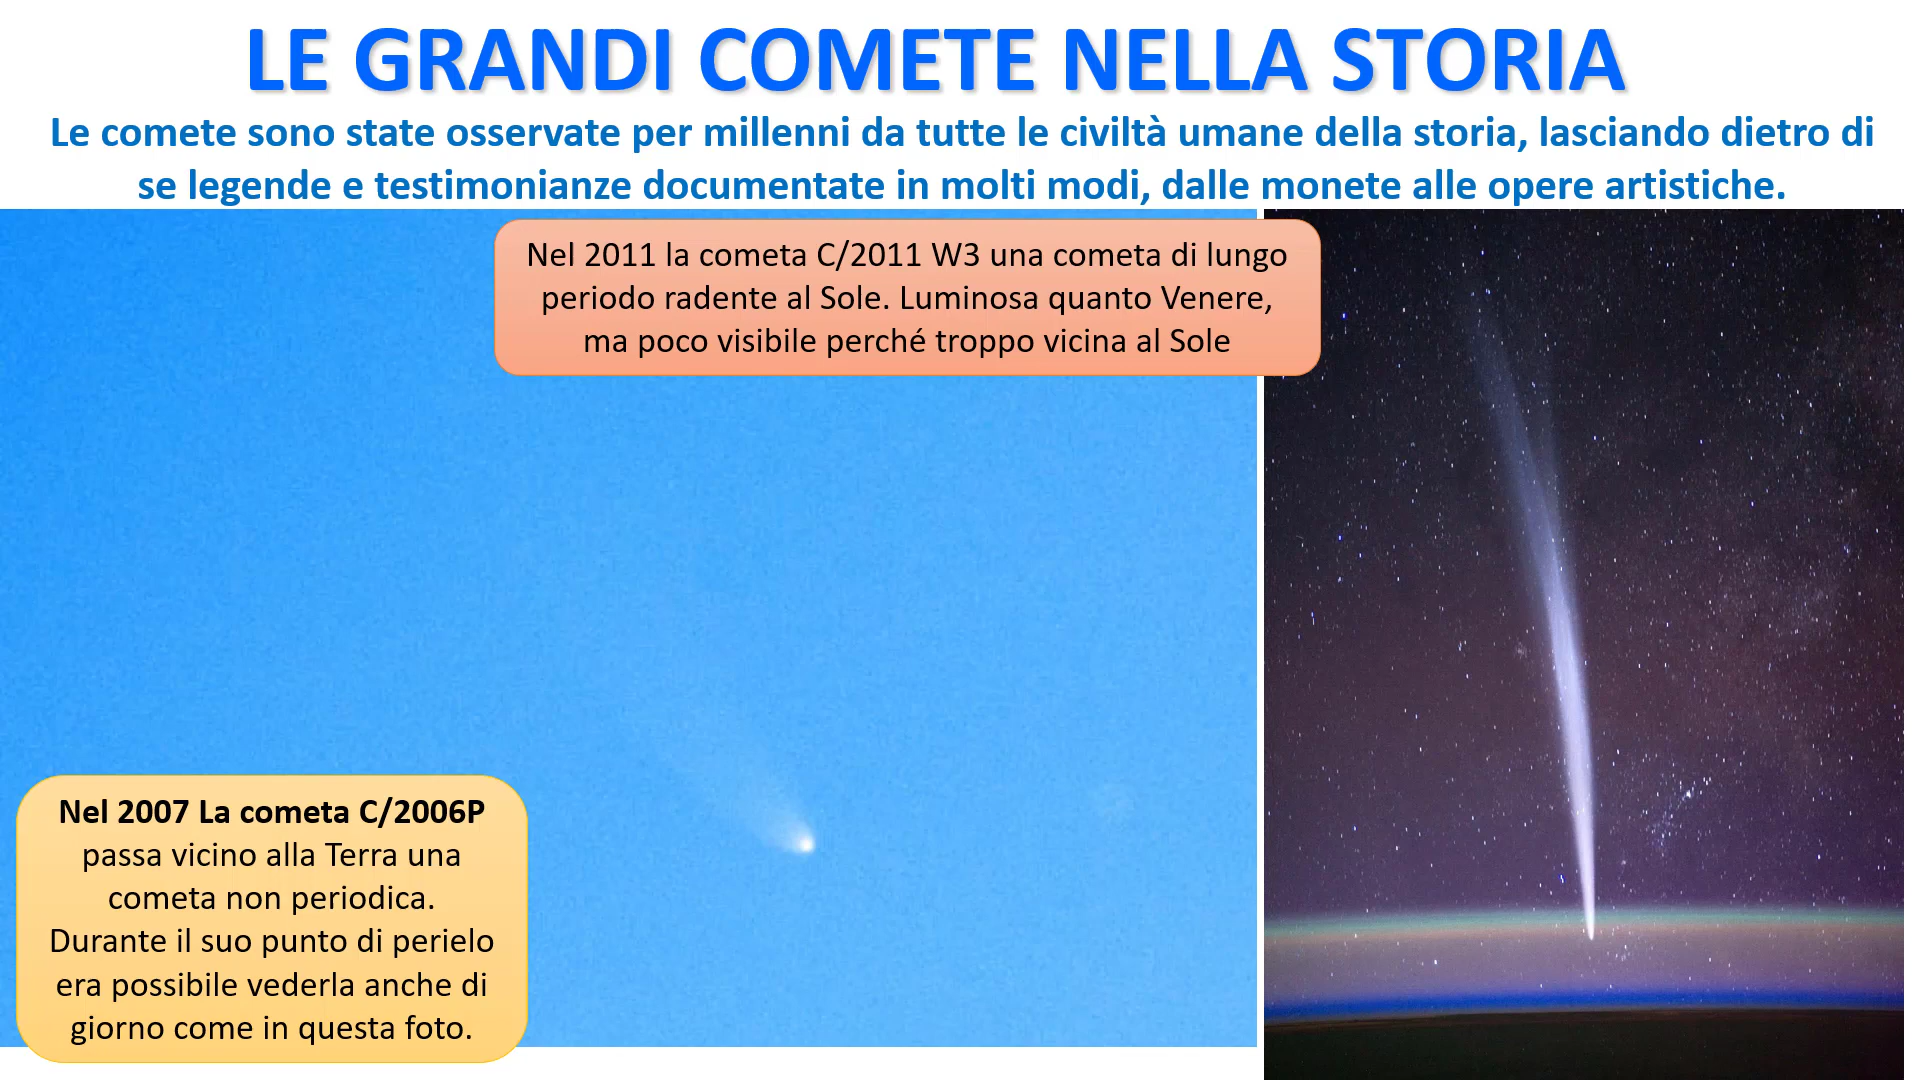 LE GRANDI COMETE NELLA STORIA
Le comete sono state osservate per millenni da tutte le civiltà umane della storia, lasciando dietro di
se legende e testimonianze documentate in molti modi, dalle monete alle opere artistiche.
Nel 2011 la cometa C/2011 W3 una cometa di lungo
periodo radente al Sole. Luminosa quanto Venere,
ma poco visibile perché troppo vicina al Sole
Nel 2007 La cometa C/2006P
passa vicino alla Terra una
cometa non periodica.
Durante il suo punto di perielo
era possibile vederla anche di
giorno come in questa foto.